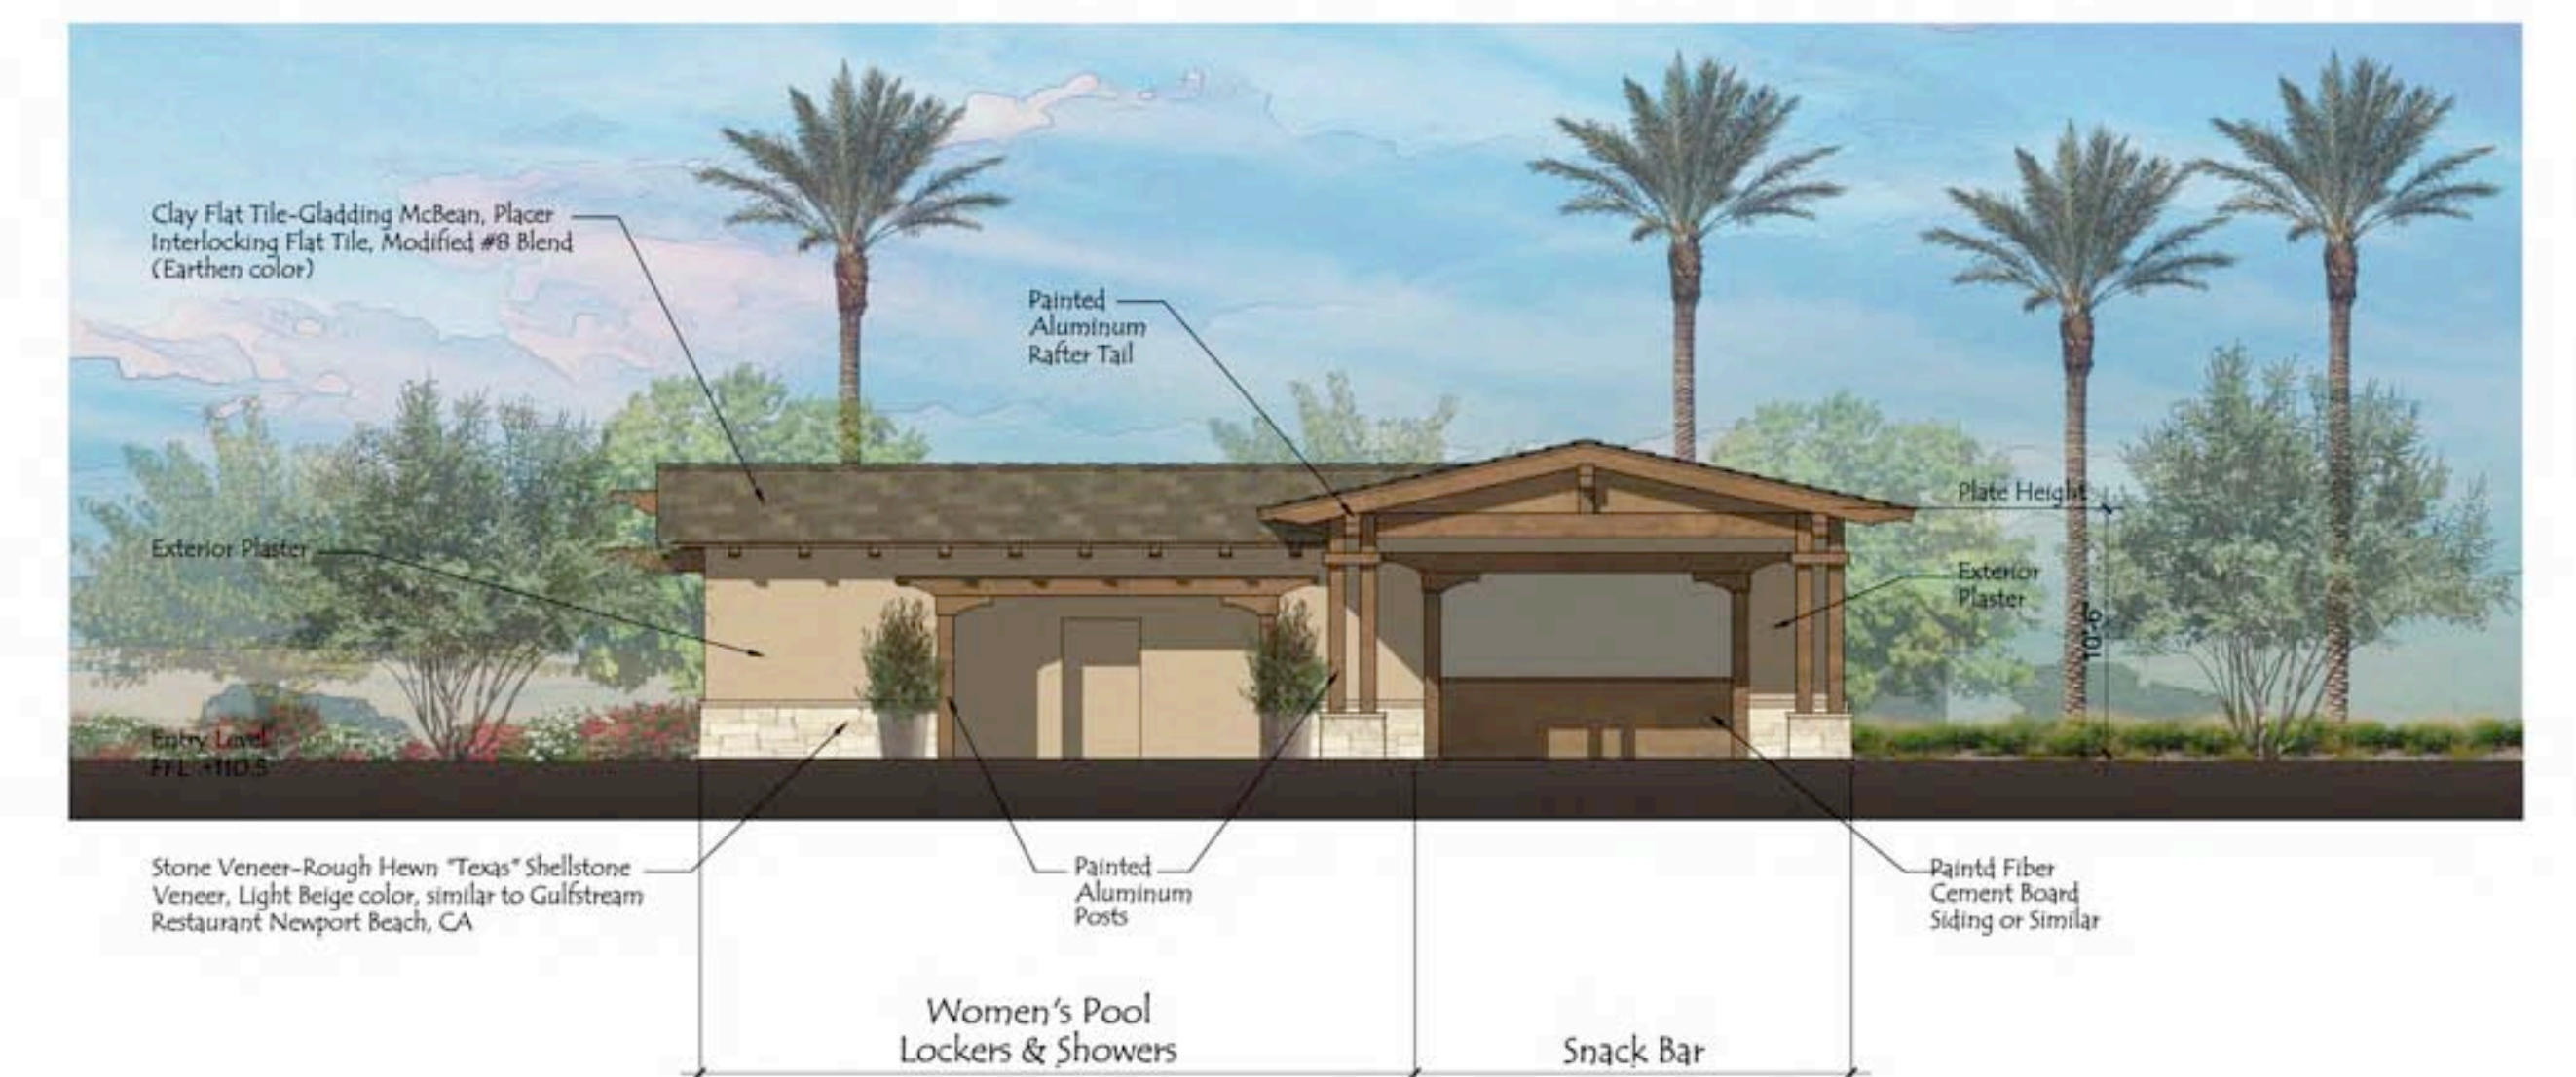 Clay Flat Tile-Gladding McBean, Placer
Interlocking Flat Tile, Modified #8 Blend
(Earthen color)
Painted
Aluminum
Rafter Tail
Plate Height
Exterior Plaster
Exterior
Plaster
10'-6"
Entry Level
Stone Veneer-Rough Hewn "Texas" Shellstone
Veneer, Light Beige color, similar to Gulfstream
Restaurant Newport Beach, CA
Painted
Aluminum
Posts
Paintd Fiber
Cement Board
Siding or Similar
Women's Pool
Lockers & Showers
Snack Bar